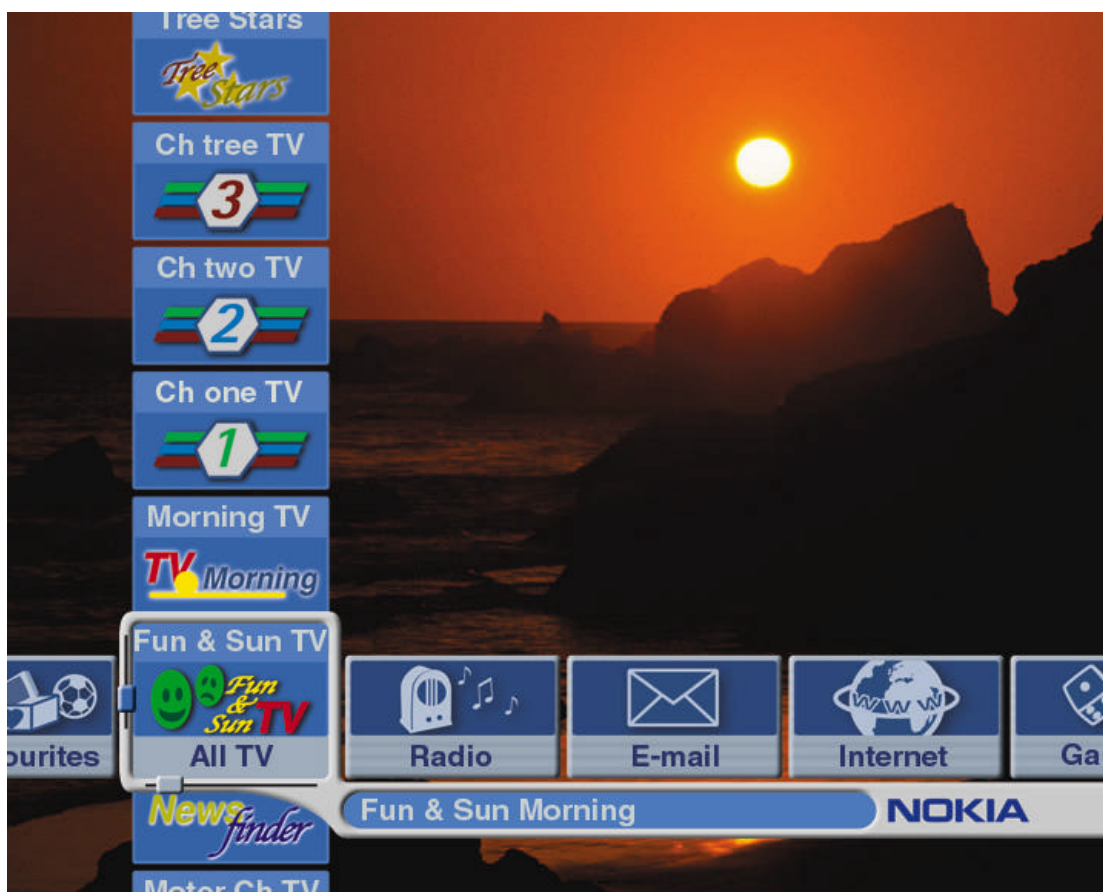 Tree Stars
Tree
Stars
Ch tree TV
3
Ch two TV
2
Ch one TV
1
Morning TV
TV Morning
Fun & Sun TV
Fun
&
Sun TV
ourites
All TV
Radio
E-mail
WWW
Internet
Ga
News
finder
Fun & Sun Morning
NOKIA
Motor Ch TV